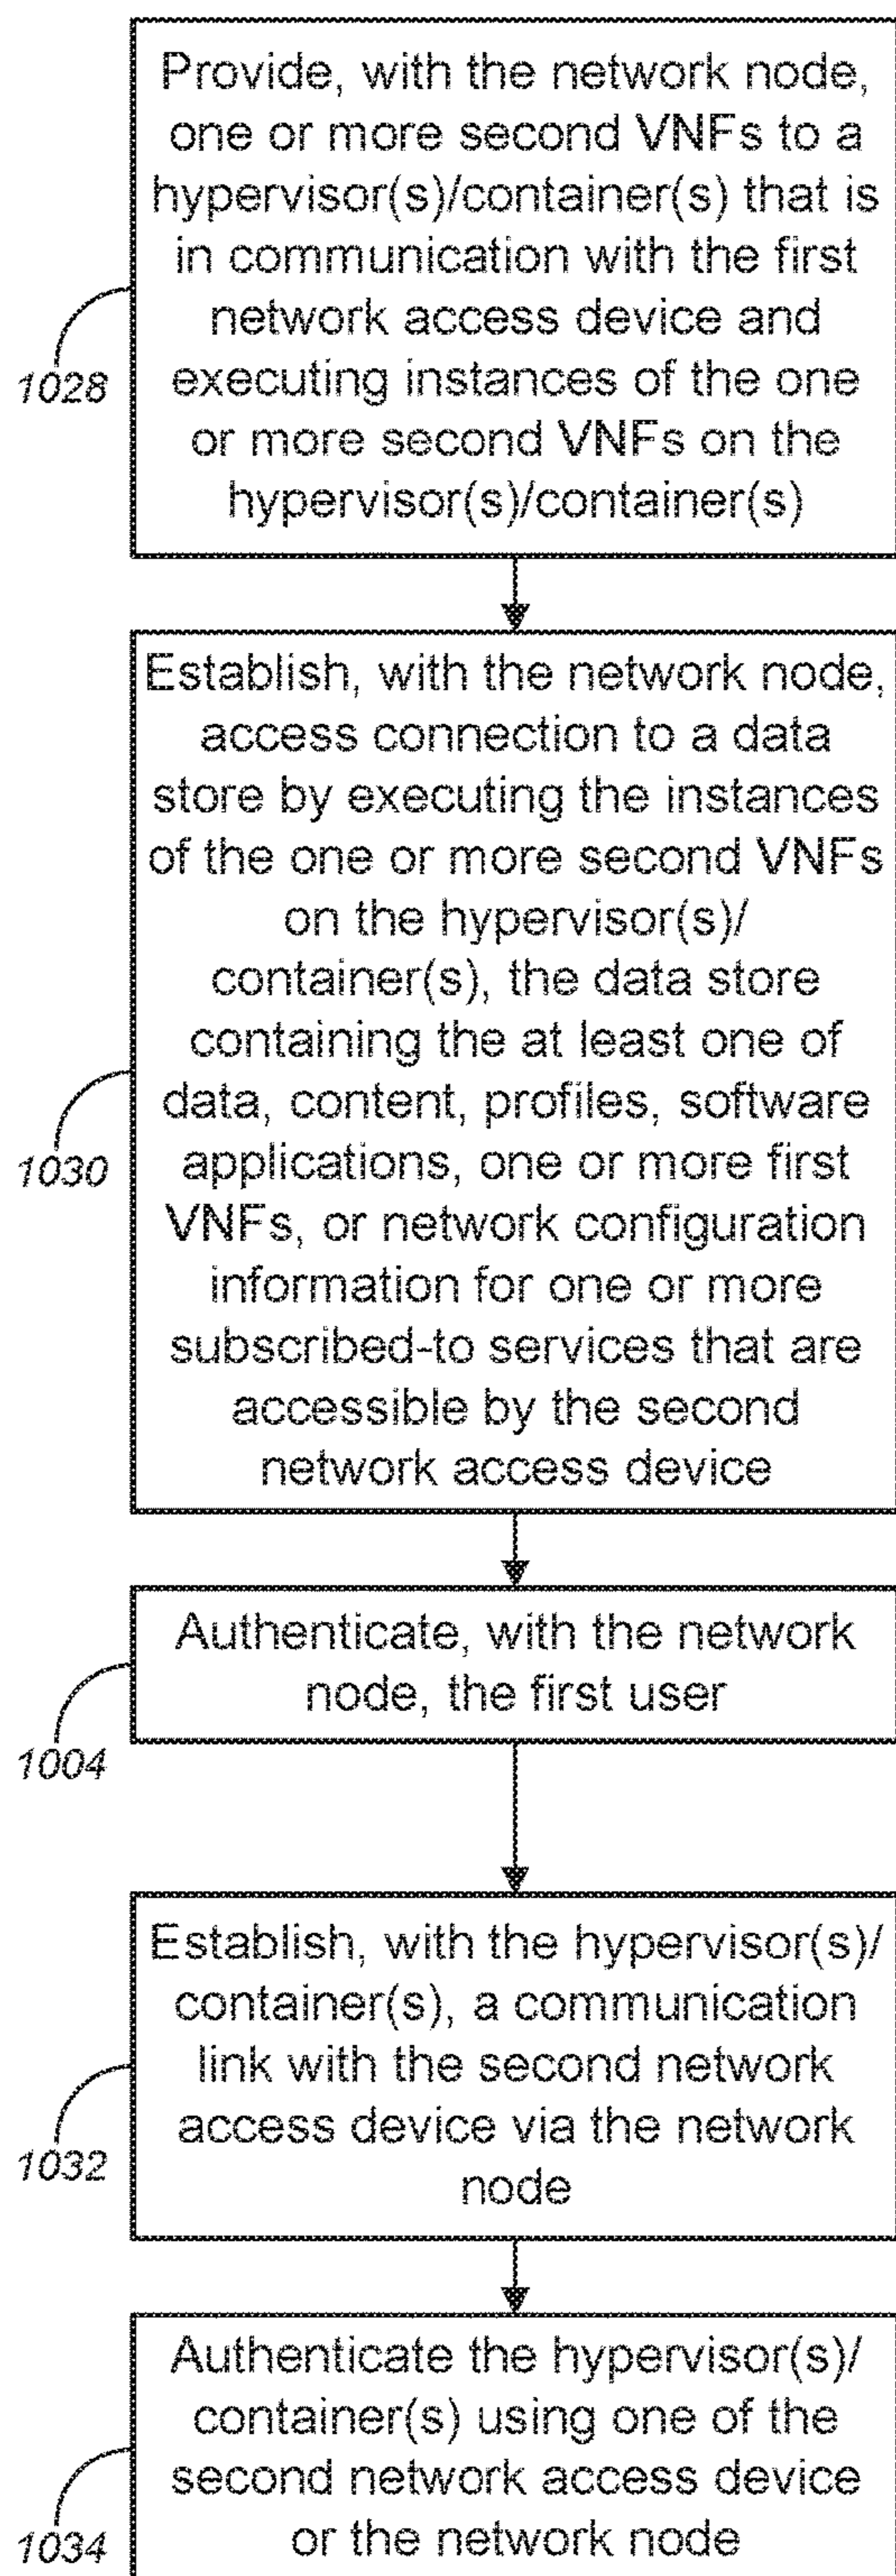 Provide, with the network node,
one or more second VNFs to a
hypervisor(s)/container(s) that is
in communication with the first
network access device and
executing instances of the one
or more second VNFs on the
hypervisor(s)/container(s)
1028
Establish, with the network node,
access connection to a data
store by executing the instances
of the one or more second VNFs
on the hypervisor(s)/
container(s), the data store
containing the at least one of
data, content, profiles, software
applications, one or more first
VNFs, or network configuration
information for one or more
subscribed-to services that are
accessible by the second
network access device
1030
Authenticate, with the network
node, the first user
1004
Establish, with the hypervisor(s)/
container(s), a communication
link with the second network
access device via the network
node
1032
Authenticate the hypervisor(s)/
container(s) using one of the
second network access device
or the network node
1034